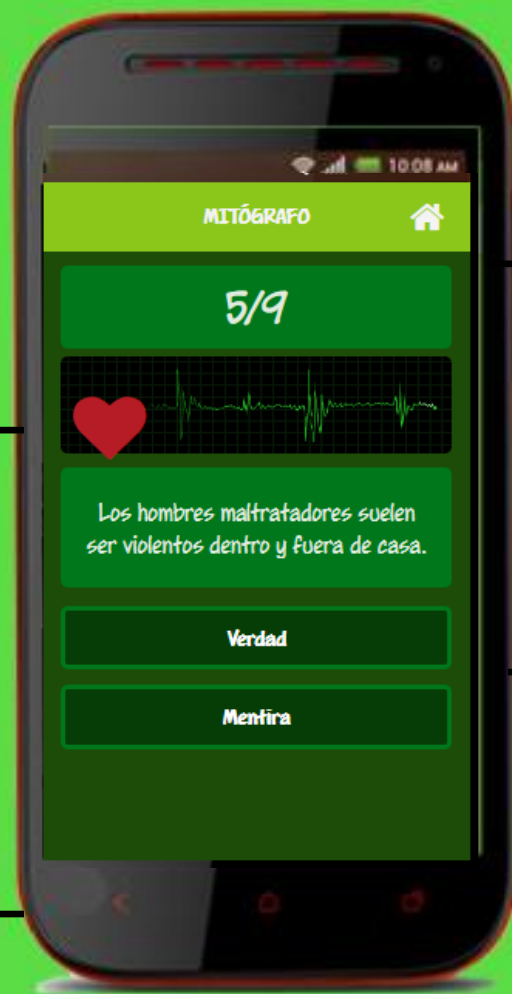 10:08 AM
MITÓGRAFO
5/9
Los hombres maltratadores suelen
ser violentos dentro y fuera de casa.
Verdad
Mentira